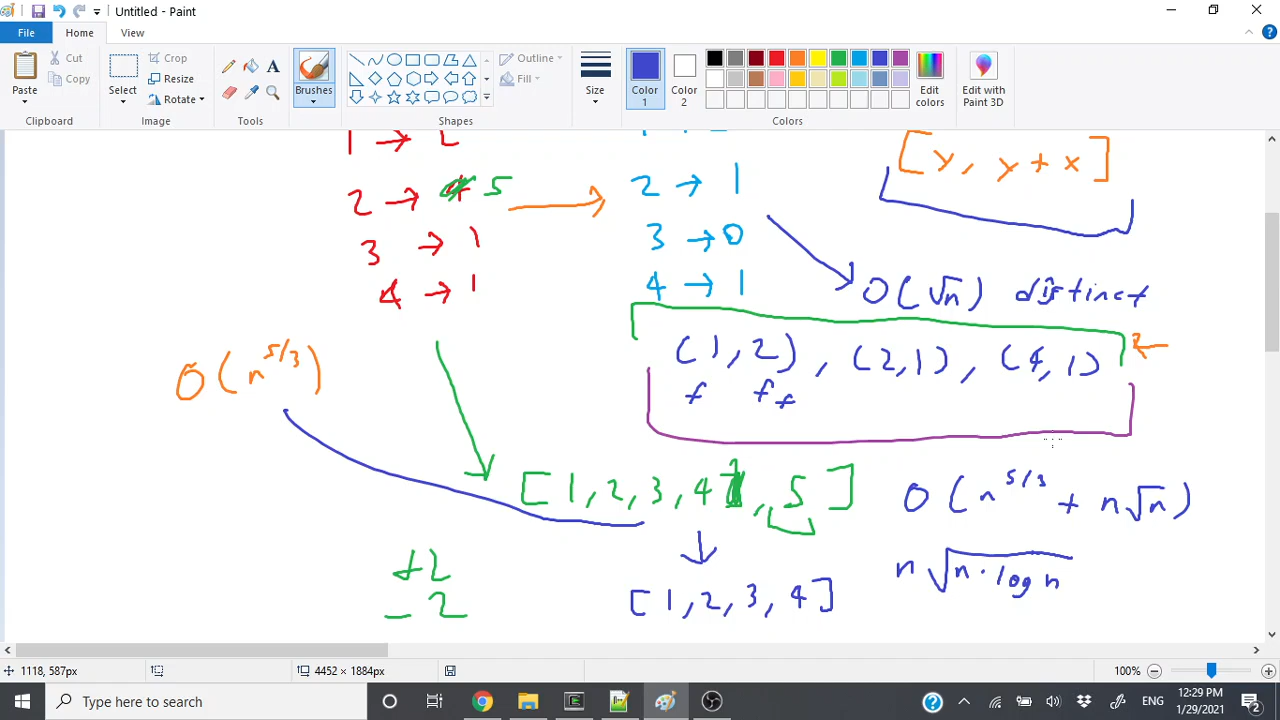 Untitled - Paint
File
Home
View
Paste
Cut
Copy
Clipboard
Select
Crop
Resize
Rotate
Image
A
Tools
Brushes
Shapes
Outline
Fill
Size
Color 1
Color 2
Edit colors
Edit with Paint 3D
Colors
1 → 2
2 → 5
3 → 1
4 → 1
2 → 1
3 → 0
4 → 1
[y, y + x]
O(√n) distinct
(1,2), (2,1), (4,1)
f f f
O(n^5/3)
[1,2,3,4, 5]
O(n^5/3 + n√n)
n√n · log n
+2
- 2
[1,2,3,4]
1118, 587px
4452 × 1884px
100%
Type here to search
ENG
12:29 PM
1/29/2021
2